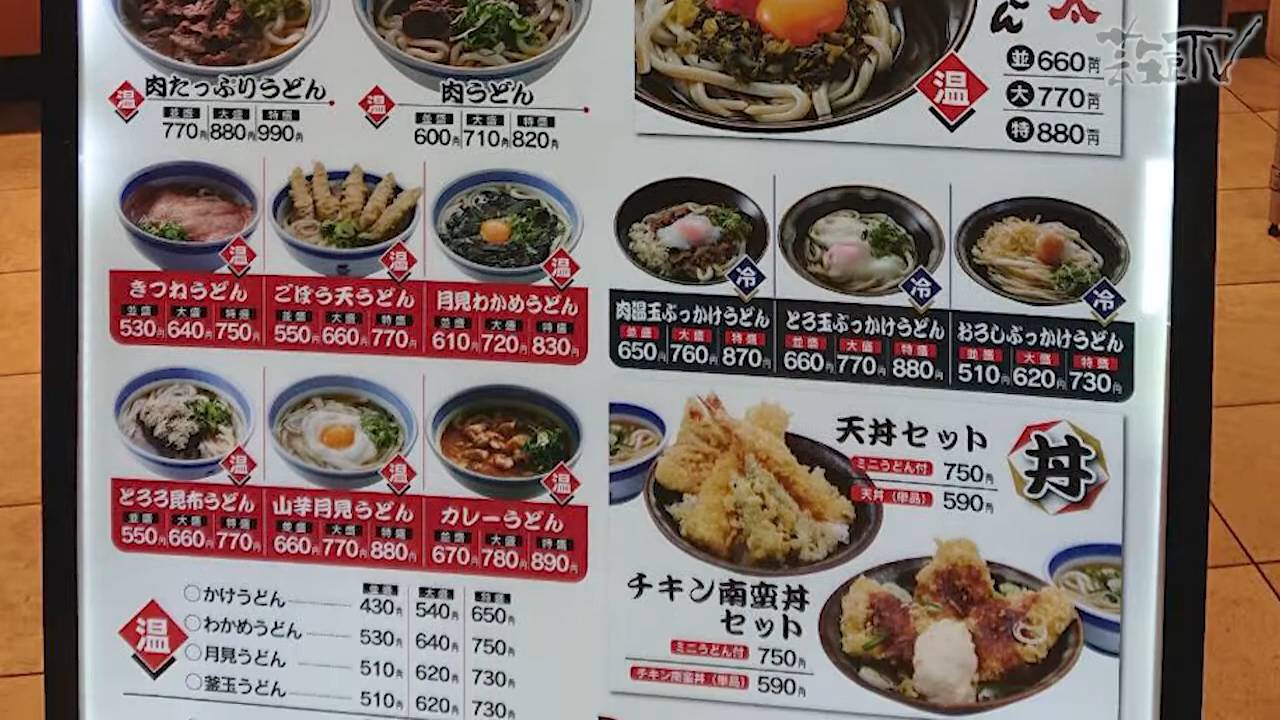 温 肉たっぷりうどん
並盛 大盛 特盛
770円 880円 990円
温 肉うどん
並盛 大盛 特盛
600円 710円 820円
ん
温
並 660円
大 770円
特 880円
TV
温 温 温
きつねうどん
並盛 大盛 特盛
530円 640円 750円
ごぼう天うどん
並盛 大盛 特盛
550円 660円 770円
月見わかめうどん
並盛 大盛 特盛
610円 720円 830円
冷 冷 冷
肉温玉ぶっかけうどん
並盛 大盛 特盛
650円 760円 870円
とろ玉ぶっかけうどん
並盛 大盛 特盛
660円 770円 880円
おろしぶっかけうどん
並盛 大盛 特盛
510円 620円 730円
温 温 温
とろろ昆布うどん
並盛 大盛 特盛
550円 660円 770円
山芋月見うどん
並盛 大盛 特盛
660円 770円 880円
カレーうどん
並盛 大盛 特盛
670円 780円 890円
温
並盛 大盛 特盛
○かけうどん 430円 540円 650円
○わかめうどん 530円 640円 750円
○月見うどん 510円 620円 730円
○釜玉うどん 510円 620円 730円
丼
天丼セット
ミニうどん付 750円
天丼(単品) 590円
チキン南蛮丼
セット
ミニうどん付 750円
チキン南蛮丼(単品) 590円